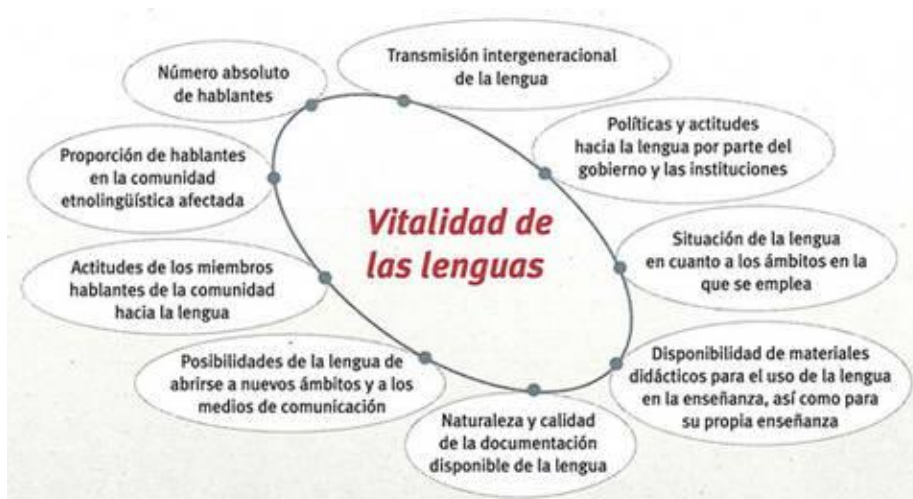 Número absoluto
de hablantes
Transmisión intergeneracional
de la lengua
Proporción de hablantes
en la comunidad
etnolingüística afectada
Políticas y actitudes
hacia la lengua por parte del
gobierno y las instituciones
Vitalidad de
las lenguas
Actitudes de los miembros
hablantes de la comunidad
hacia la lengua
Situación de la lengua
en cuanto a los ámbitos en la
que se emplea
Posibilidades de la lengua de
abrirse a nuevos ámbitos y a los
medios de comunicación
Disponibilidad de materiales
didácticos para el uso de la lengua
en la enseñanza, así como para
su propia enseñanza
Naturaleza y calidad
de la documentación
disponible de la lengua